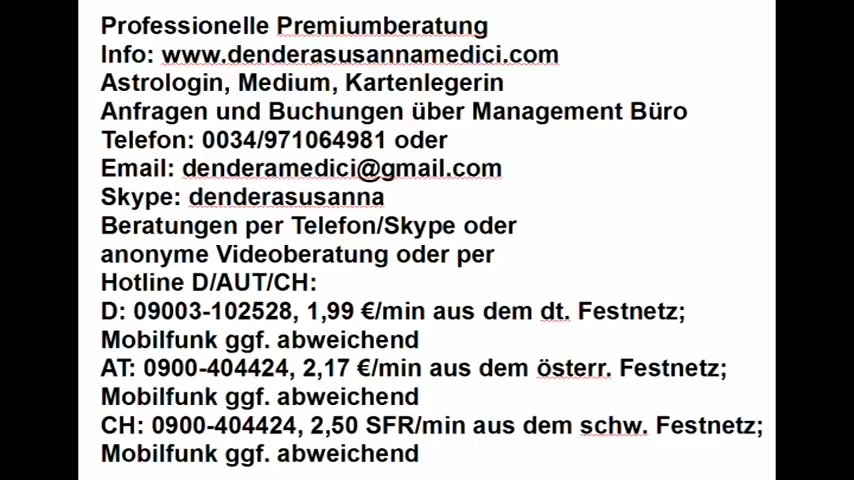 Professionelle Premiumberatung
Info: www.denderasusannamedici.com
Astrologin, Medium, Kartenlegerin
Anfragen und Buchungen über Management Büro
Telefon: 0034/971064981 oder
Email: denderamedici@gmail.com
Skype: denderasusanna
Beratungen per Telefon/Skype oder
anonyme Videoberatung oder per
Hotline D/AUT/CH:
D: 09003-102528, 1,99 €/min aus dem dt. Festnetz;
Mobilfunk ggf. abweichend
AT: 0900-404424, 2,17 €/min aus dem österr. Festnetz;
Mobilfunk ggf. abweichend
CH: 0900-404424, 2,50 SFR/min aus dem schw. Festnetz;
Mobilfunk ggf. abweichend